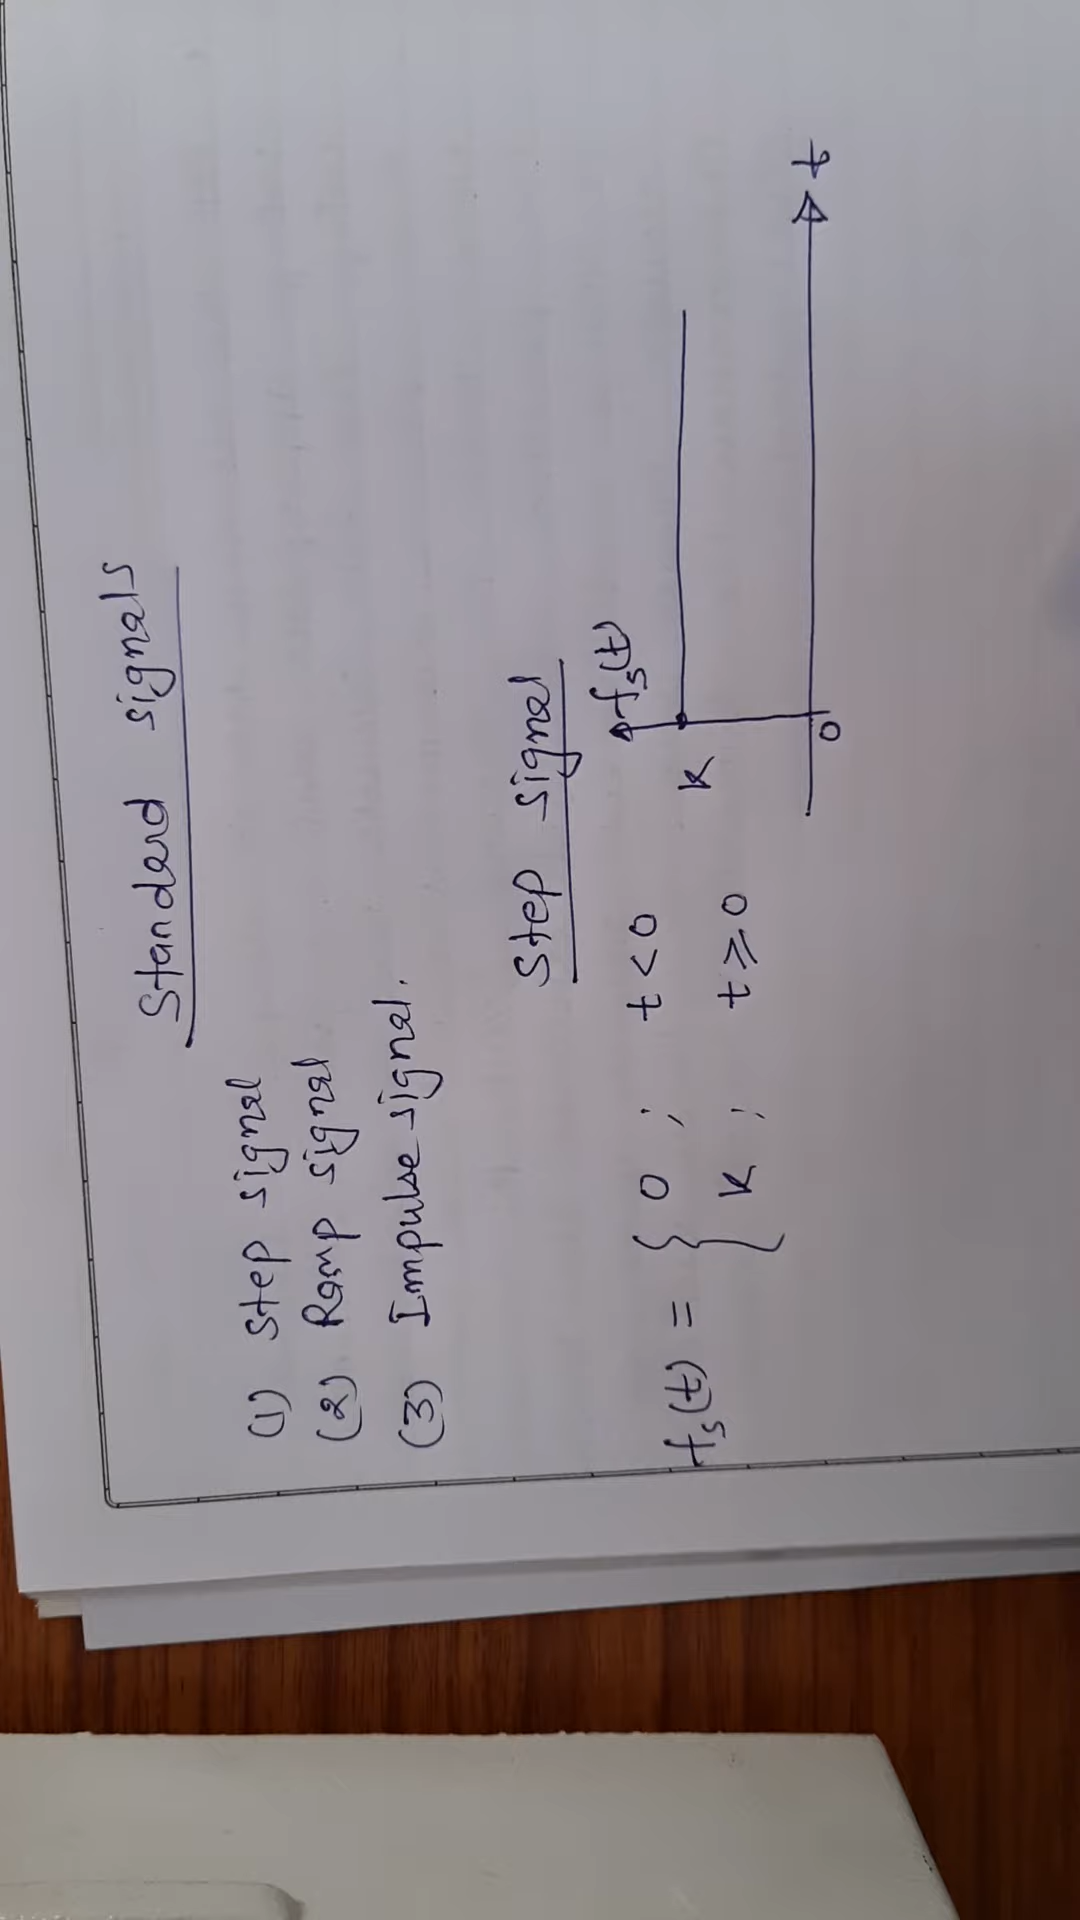 Standard signals
(1) Step signal
(2) Ramp signal
(3) Impulse signal.
Step signal
fs(t) = { 0 ; t < 0
K ; t ≥ 0
fs(t)
K
0
t